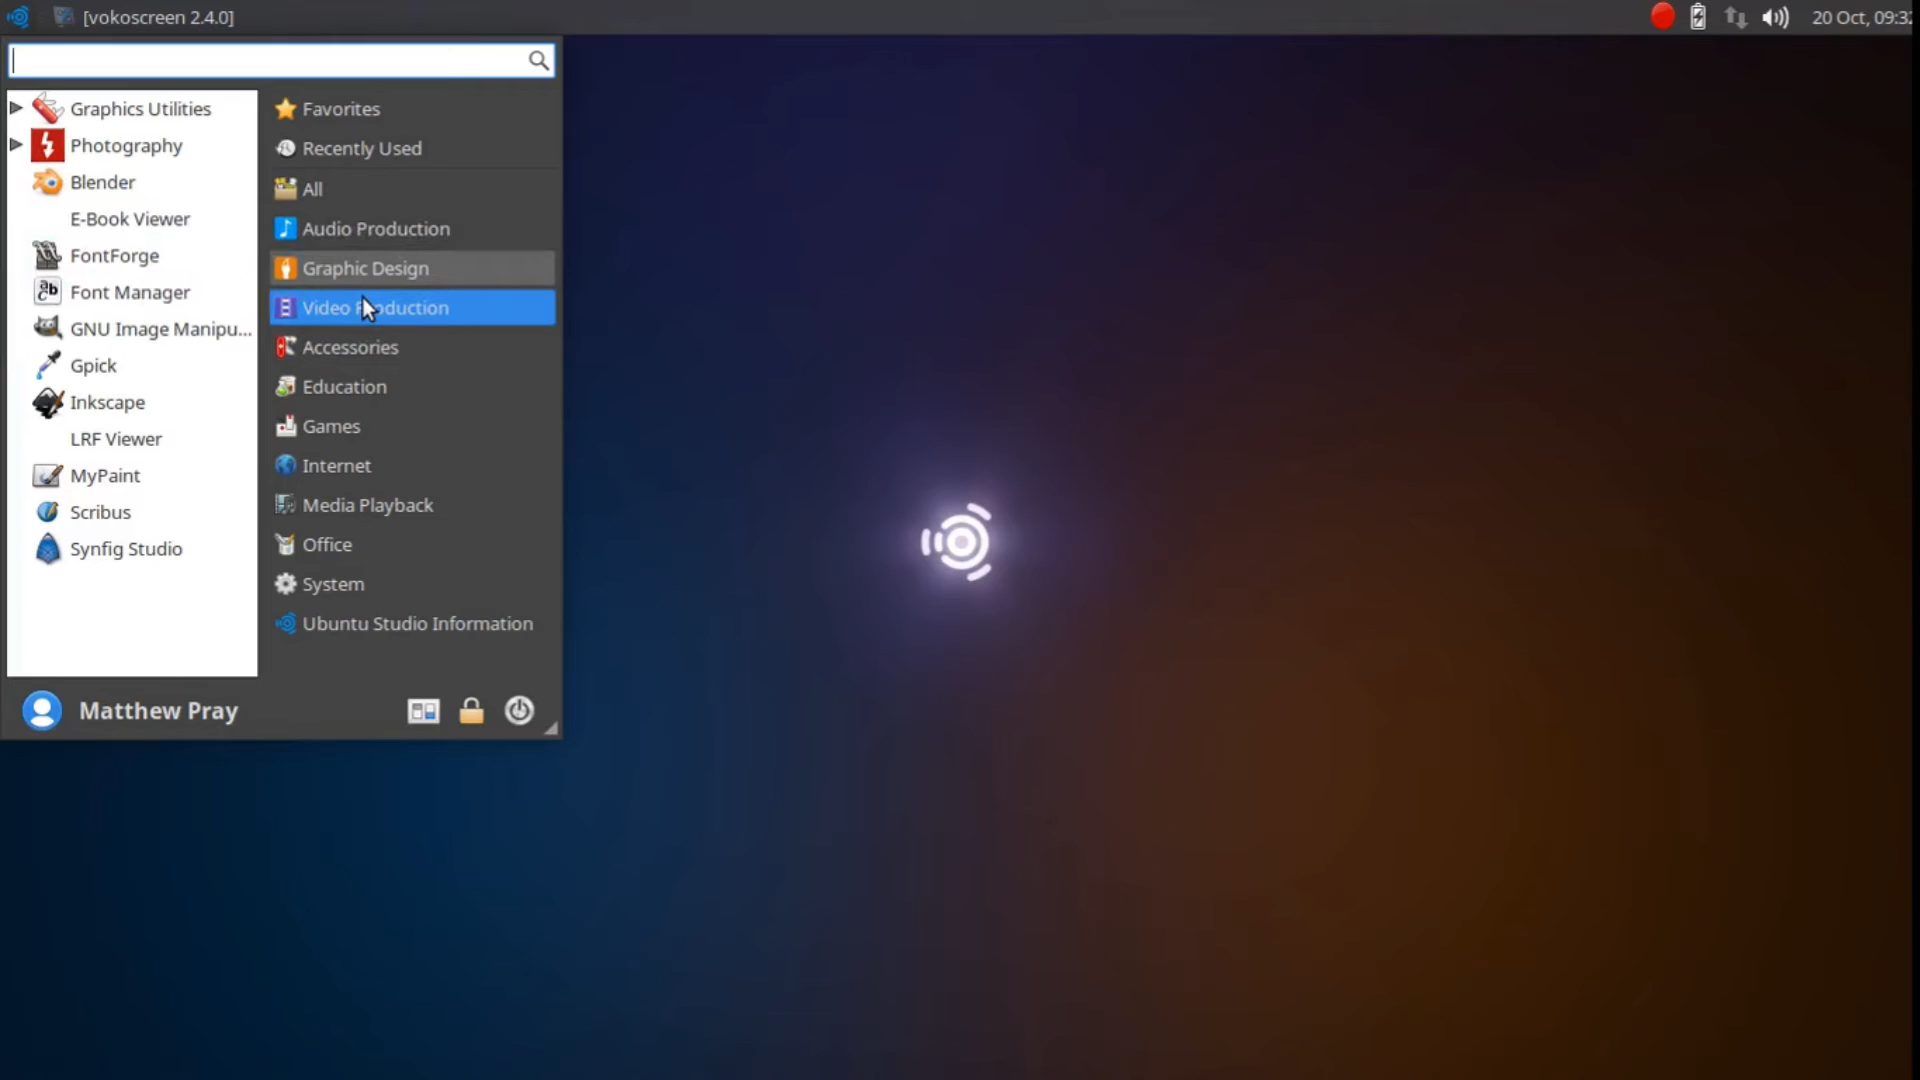 [vokoscreen 2.4.0]
20 Oct, 09:32
Graphics Utilities
Photography
Blender
E-Book Viewer
FontForge
Font Manager
GNU Image Manipu...
Gpick
Inkscape
LRF Viewer
MyPaint
Scribus
Synfig Studio
Favorites
Recently Used
All
Audio Production
Graphic Design
Video Production
Accessories
Education
Games
Internet
Media Playback
Office
System
Ubuntu Studio Information
Matthew Pray